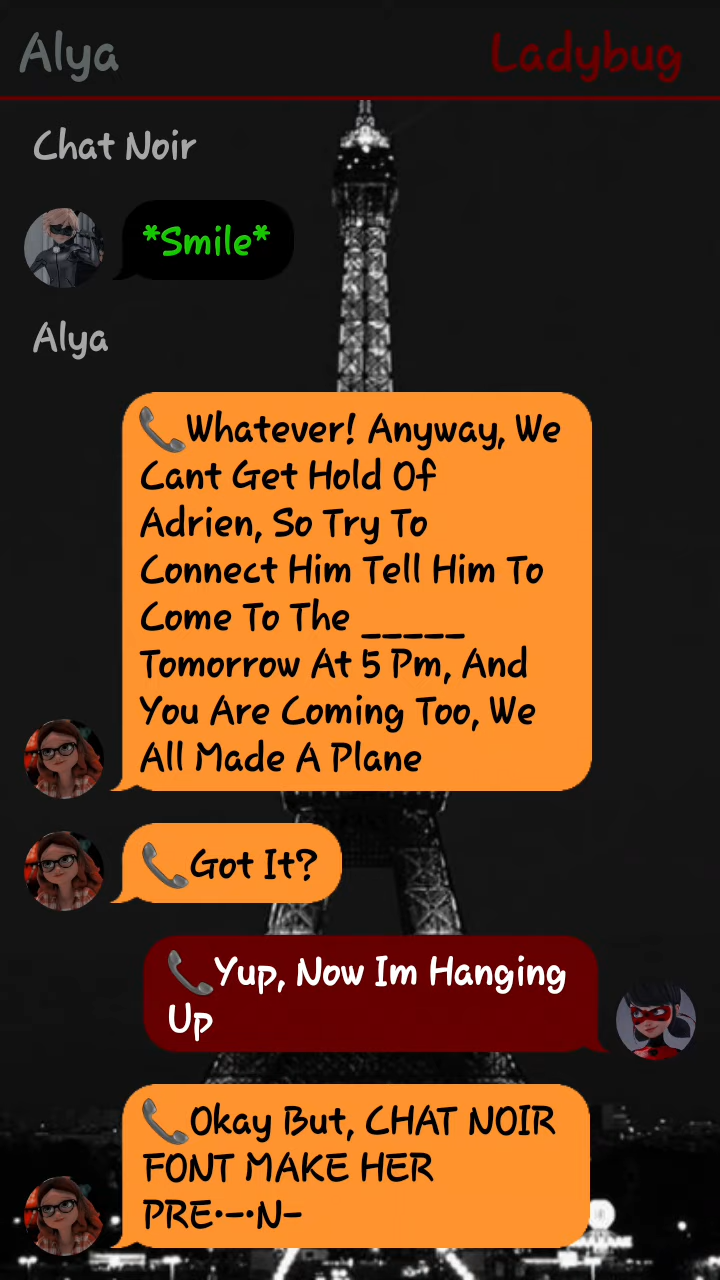 Alya Ladybug
Chat Noir
*Smile*
Alya
📞Whatever! Anyway, We
Cant Get Hold Of
Adrien, So Try To
Connect Him Tell Him To
Come To The _____
Tomorrow At 5 Pm, And
You Are Coming Too, We
All Made A Plane
📞Got It?
📞Yup, Now Im Hanging
Up
📞Okay But, CHAT NOIR
FONT MAKE HER
PRE•–•N–